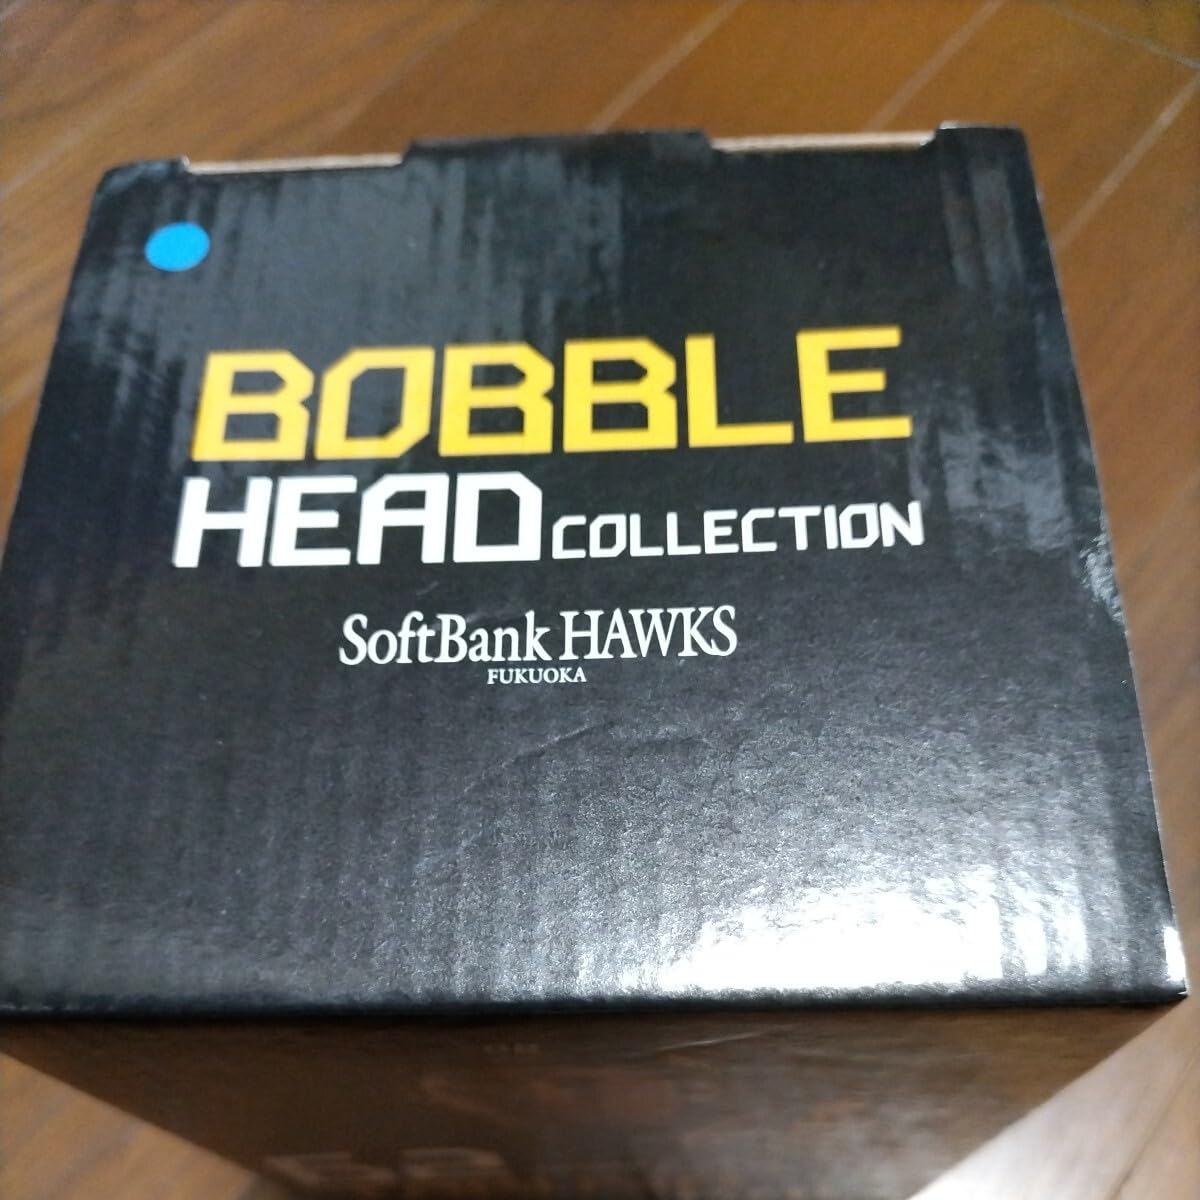 BOBBLE
HEAD COLLECTION
SoftBank HAWKS
FUKUOKA